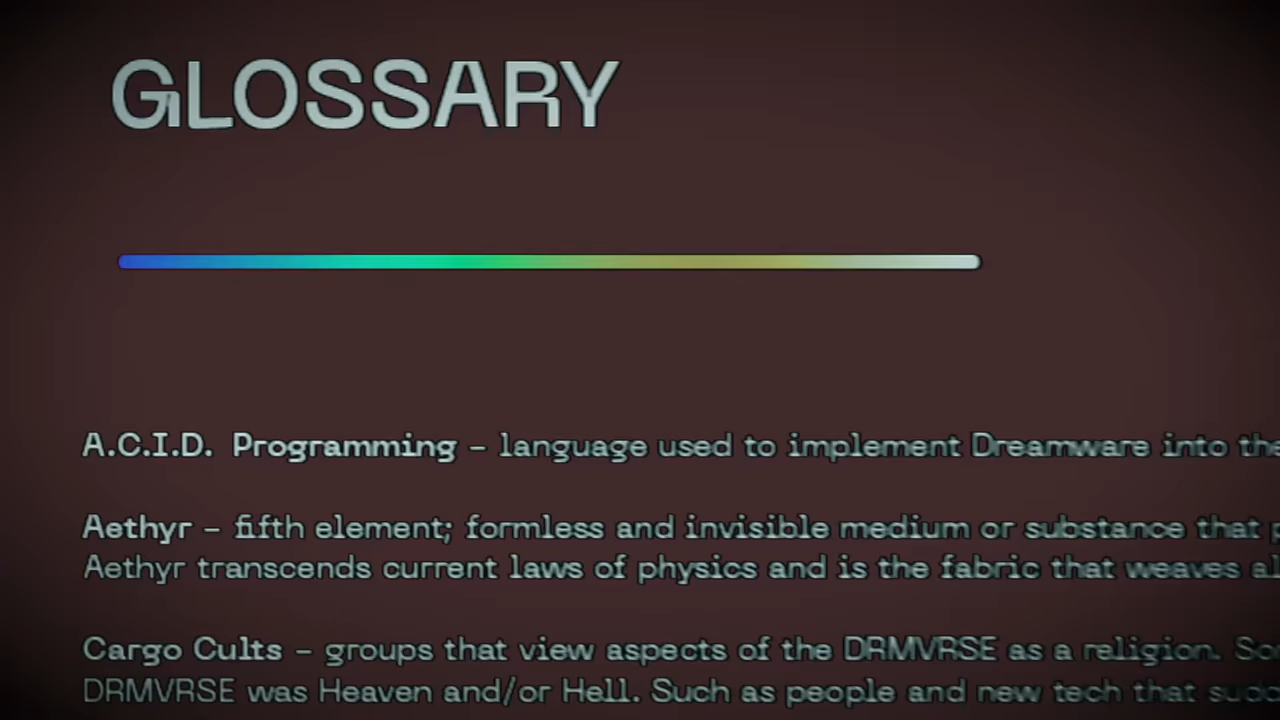 GLOSSARY
A.C.I.D. Programming – language used to implement Dreamware into the
Aethyr – fifth element; formless and invisible medium or substance that
Aethyr transcends current laws of physics and is the fabric that weaves
Cargo Cults – groups that view aspects of the DRMVRSE as a religion.
DRMVRSE was Heaven and/or Hell. Such as people and new tech that